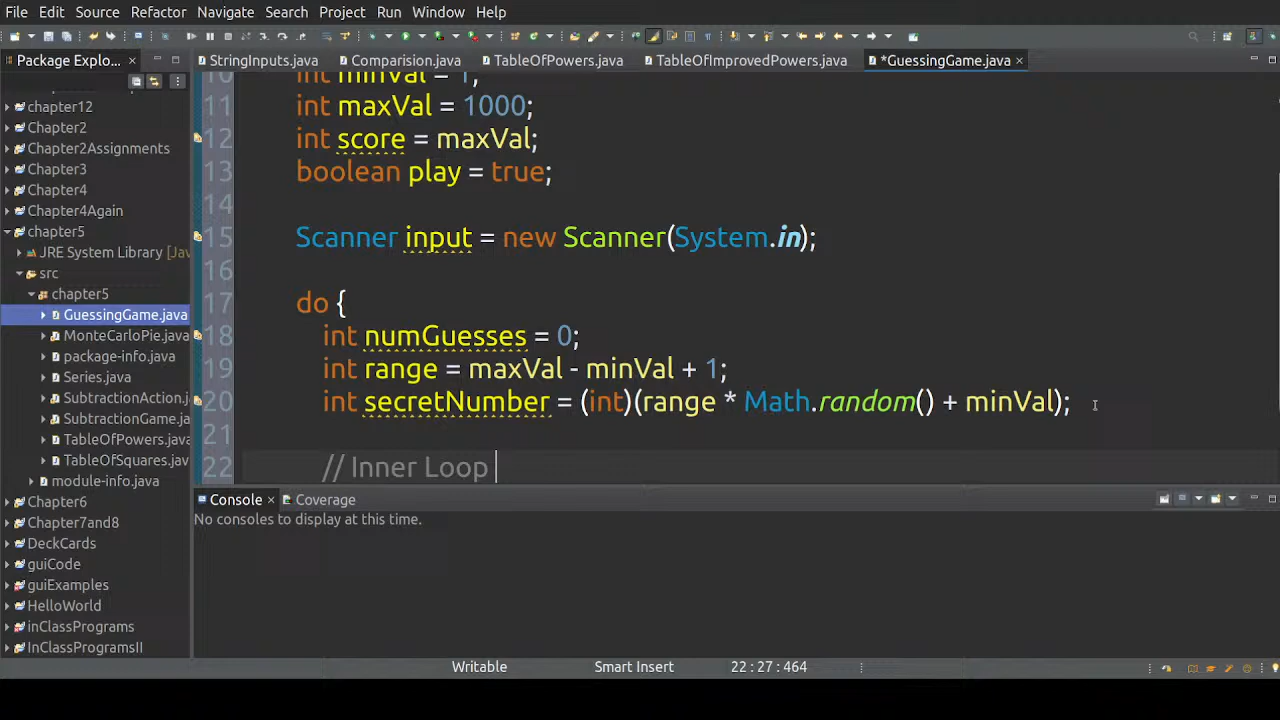 File Edit Source Refactor Navigate Search Project Run Window Help
Package Explo... × StringInputs.java Comparision.java TableOfPowers.java TableOfImprovedPowers.java *GuessingGame.java ×
chapter12
Chapter2
Chapter2Assignments
Chapter3
Chapter4
Chapter4Again
chapter5
JRE System Library [Jav
src
chapter5
GuessingGame.java
MonteCarloPie.java
package-info.java
Series.java
SubtractionAction.j
SubtractionGame.ja
TableOfPowers.java
TableOfSquares.jav
module-info.java
Chapter6
Chapter7and8
DeckCards
guiCode
guiExamples
HelloWorld
inClassPrograms
InClassProgramsII
10 int minVal = 1;
11 int maxVal = 1000;
12 int score = maxVal;
13 boolean play = true;
14
15 Scanner input = new Scanner(System.in);
16
17 do {
18 int numGuesses = 0;
19 int range = maxVal - minVal + 1;
20 int secretNumber = (int)(range * Math.random() + minVal);
21
22 // Inner Loop
Console × Coverage
No consoles to display at this time.
Writable Smart Insert 22 : 27 : 464